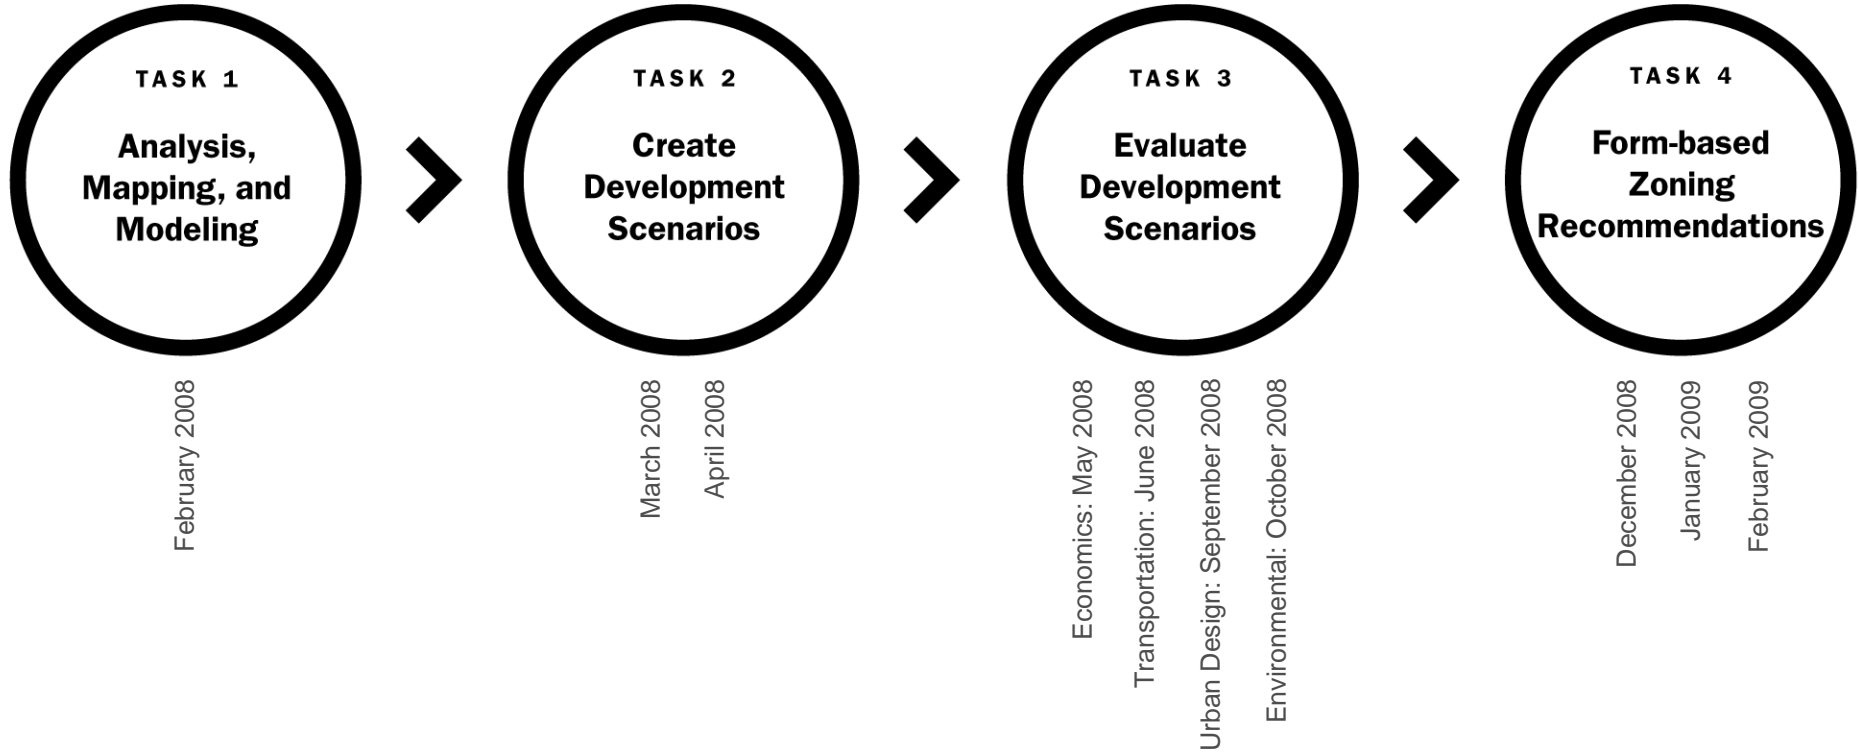 TASK 1
Analysis,
Mapping, and
Modeling
February 2008
TASK 2
Create
Development
Scenarios
March 2008
April 2008
TASK 3
Evaluate
Development
Scenarios
Economics: May 2008
Transportation: June 2008
Urban Design: September 2008
Environmental: October 2008
TASK 4
Form-based
Zoning
Recommendations
December 2008
January 2009
February 2009